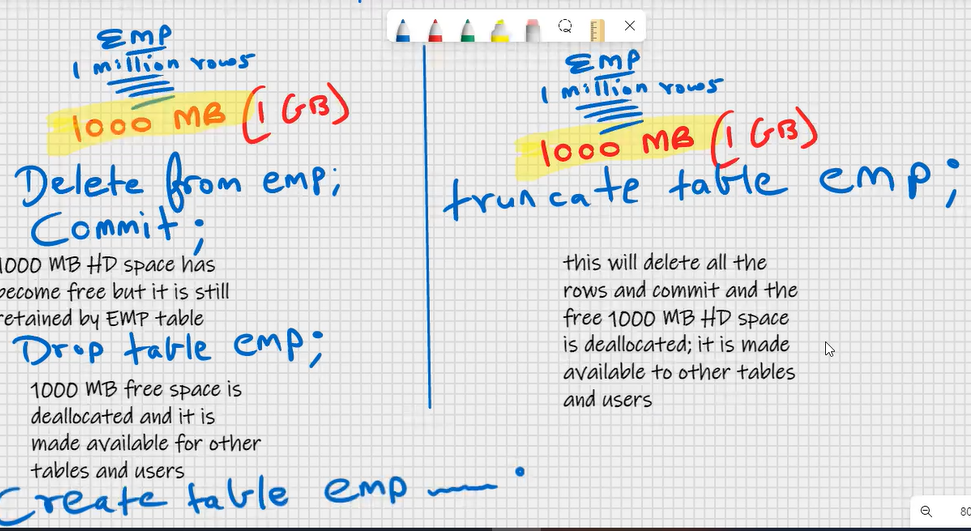 EMP
1 million rows
1000 MB (1 GB)
Delete from emp;
Commit;
1000 MB HD space has
become free but it is still
retained by EMP table
Drop table emp;
1000 MB free space is
deallocated and it is
made available for other
tables and users
Create table emp
EMP
1 million rows
1000 MB (1 GB)
truncate table emp;
this will delete all the
rows and commit and the
free 1000 MB HD space
is deallocated; it is made
available to other tables
and users
80